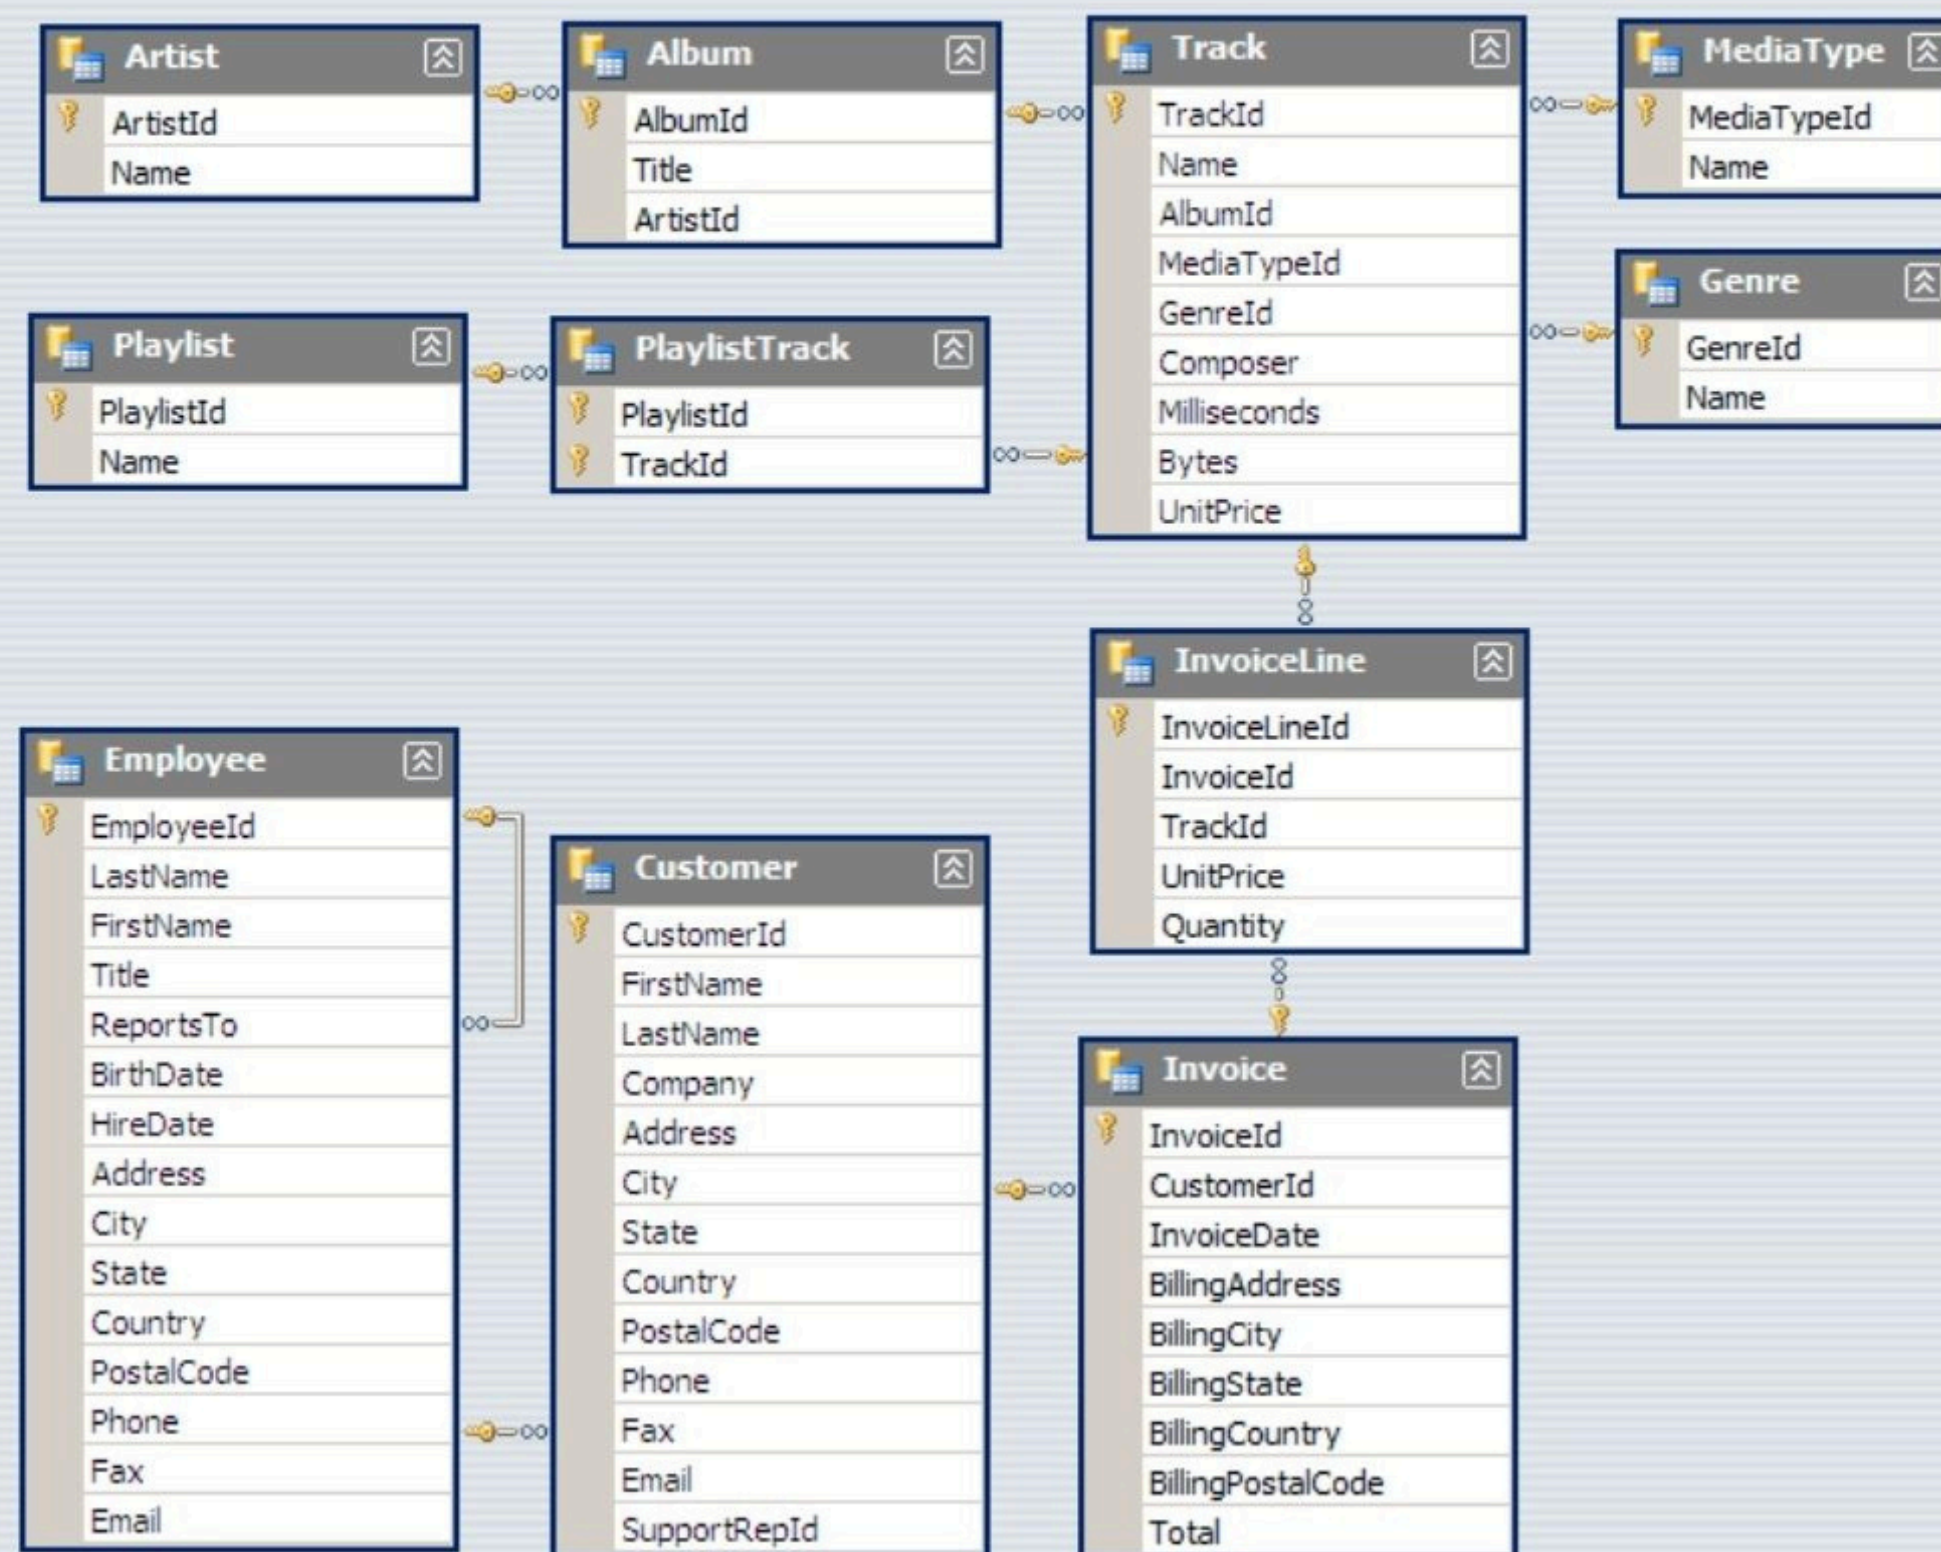 Artist
ArtistId
Name
Album
AlbumId
Title
ArtistId
Track
TrackId
Name
AlbumId
MediaTypeId
GenreId
Composer
Milliseconds
Bytes
UnitPrice
MediaType
MediaTypeId
Name
Genre
GenreId
Name
Playlist
PlaylistId
Name
PlaylistTrack
PlaylistId
TrackId
InvoiceLine
InvoiceLineId
InvoiceId
TrackId
UnitPrice
Quantity
Employee
EmployeeId
LastName
FirstName
Title
ReportsTo
BirthDate
HireDate
Address
City
State
Country
PostalCode
Phone
Fax
Email
Customer
CustomerId
FirstName
LastName
Company
Address
City
State
Country
PostalCode
Phone
Fax
Email
SupportRepId
Invoice
InvoiceId
CustomerId
InvoiceDate
BillingAddress
BillingCity
BillingState
BillingCountry
BillingPostalCode
Total